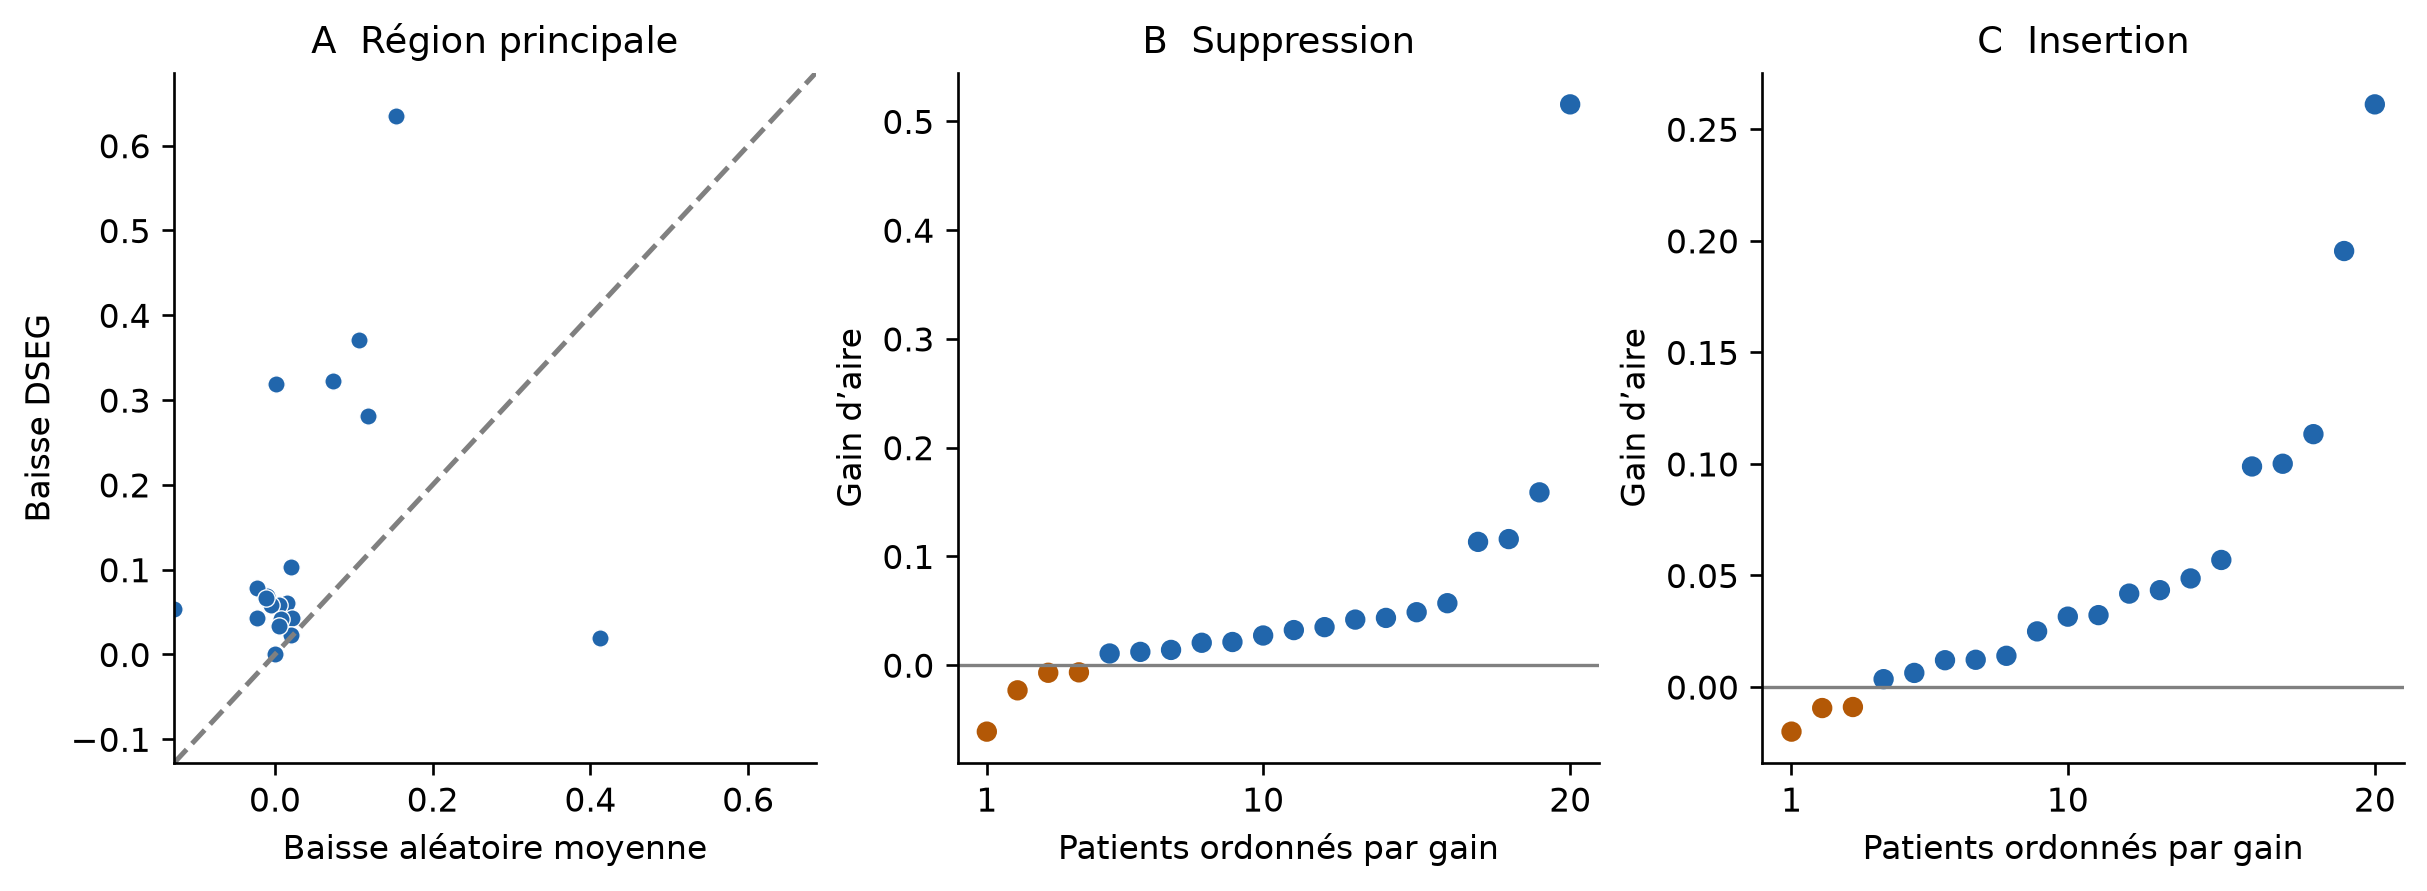 A Région principale
Baisse DSEG
0.6
0.5
0.4
0.3
0.2
0.1
0.0
−0.1
0.0 0.2 0.4 0.6
Baisse aléatoire moyenne
B Suppression
Gain d’aire
0.5
0.4
0.3
0.2
0.1
0.0
1 10 20
Patients ordonnés par gain
C Insertion
Gain d’aire
0.25
0.20
0.15
0.10
0.05
0.00
1 10 20
Patients ordonnés par gain